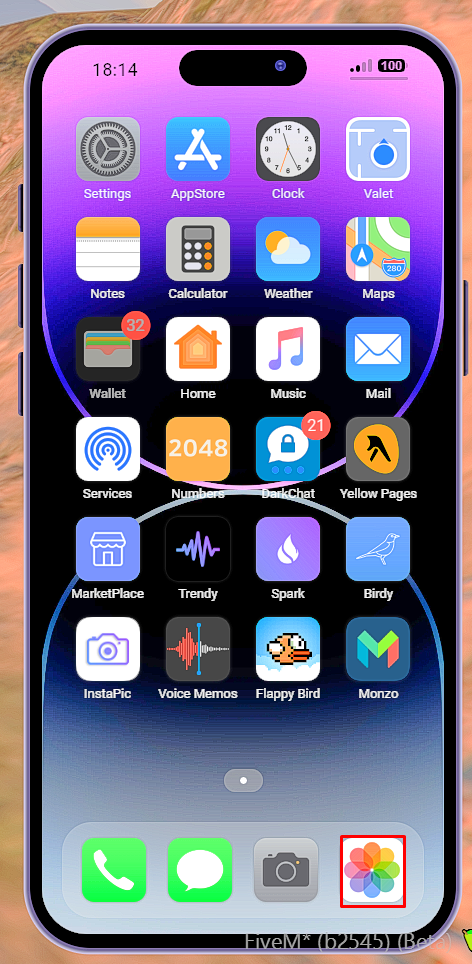 18:14
100
Settings
AppStore
Clock
Valet
Notes
Calculator
Weather
Maps
280
32
Wallet
Home
Music
Mail
2048
21
Services
Numbers
DarkChat
Yellow Pages
MarketPlace
Trendy
Spark
Birdy
InstaPic
Voice Memos
Flappy Bird
Monzo
FiveM* (b2545) (Beta)